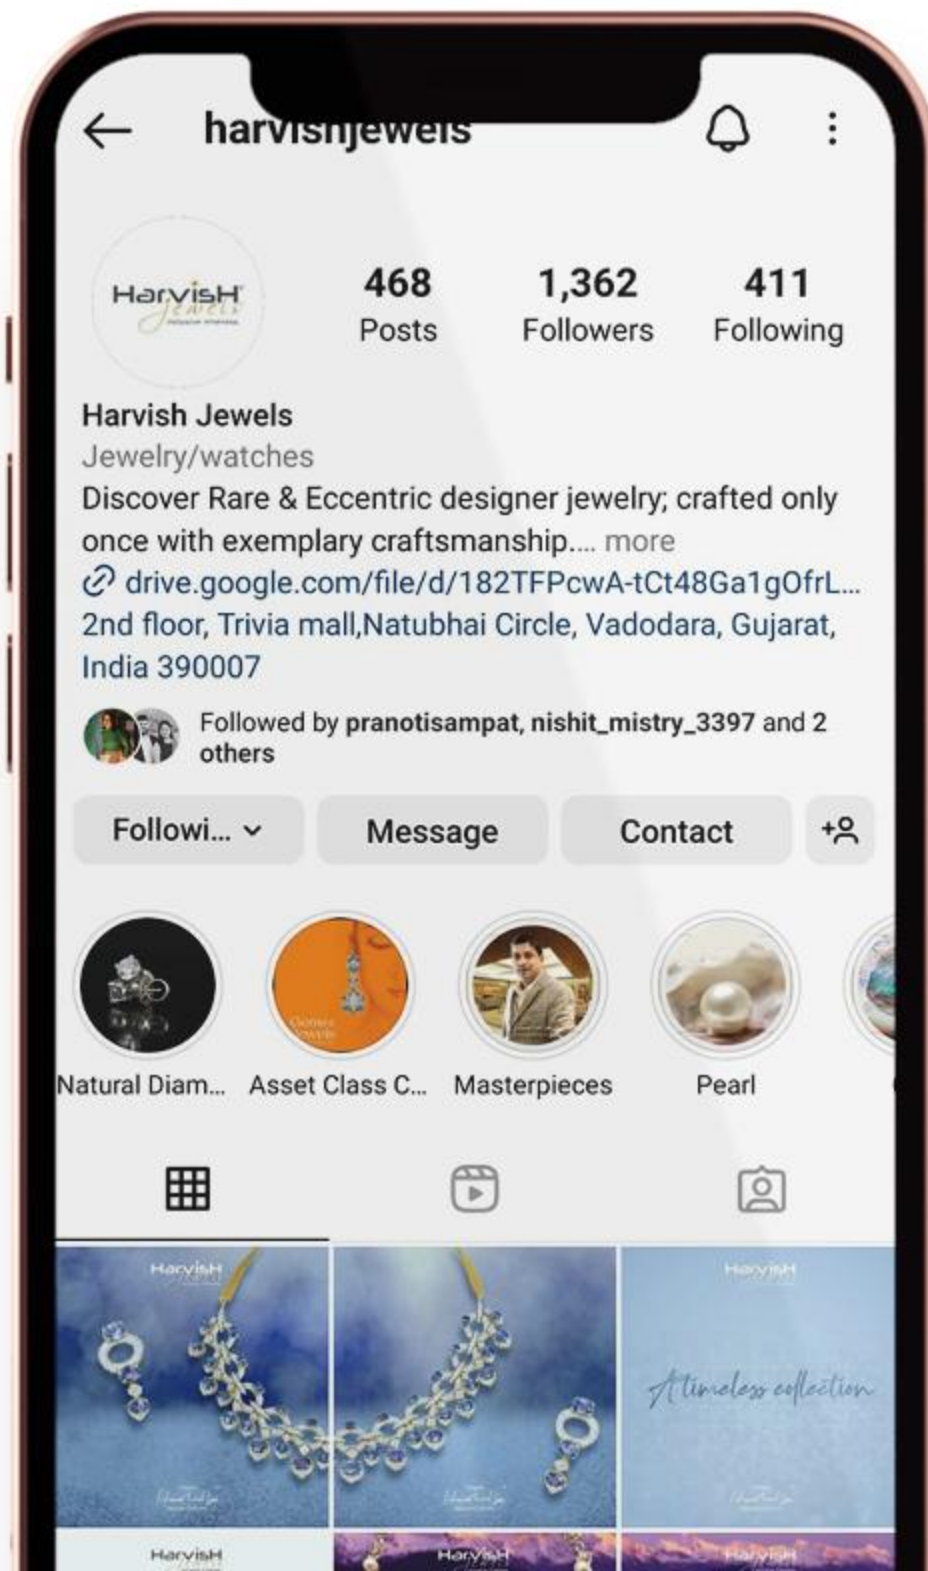 harvishjewels
HarvisH
Jewels
468
1,362
411
Posts
Followers
Following
Harvish Jewels
Jewelry/watches
Discover Rare & Eccentric designer jewelry; crafted only
once with exemplary craftsmanship.... more
drive.google.com/file/d/182TFPcwA-tCt48Ga1gOfrL...
2nd floor, Trivia mall,Natubhai Circle, Vadodara, Gujarat,
India 390007
Followed by pranotisampat, nishit_mistry_3397 and 2
others
Followi...
Message
Contact
Natural Diam...
Asset Class C...
Masterpieces
Pearl
HarvisH
HarvisH
A timeless collection
HarvisH
HarvisH
HarvisH